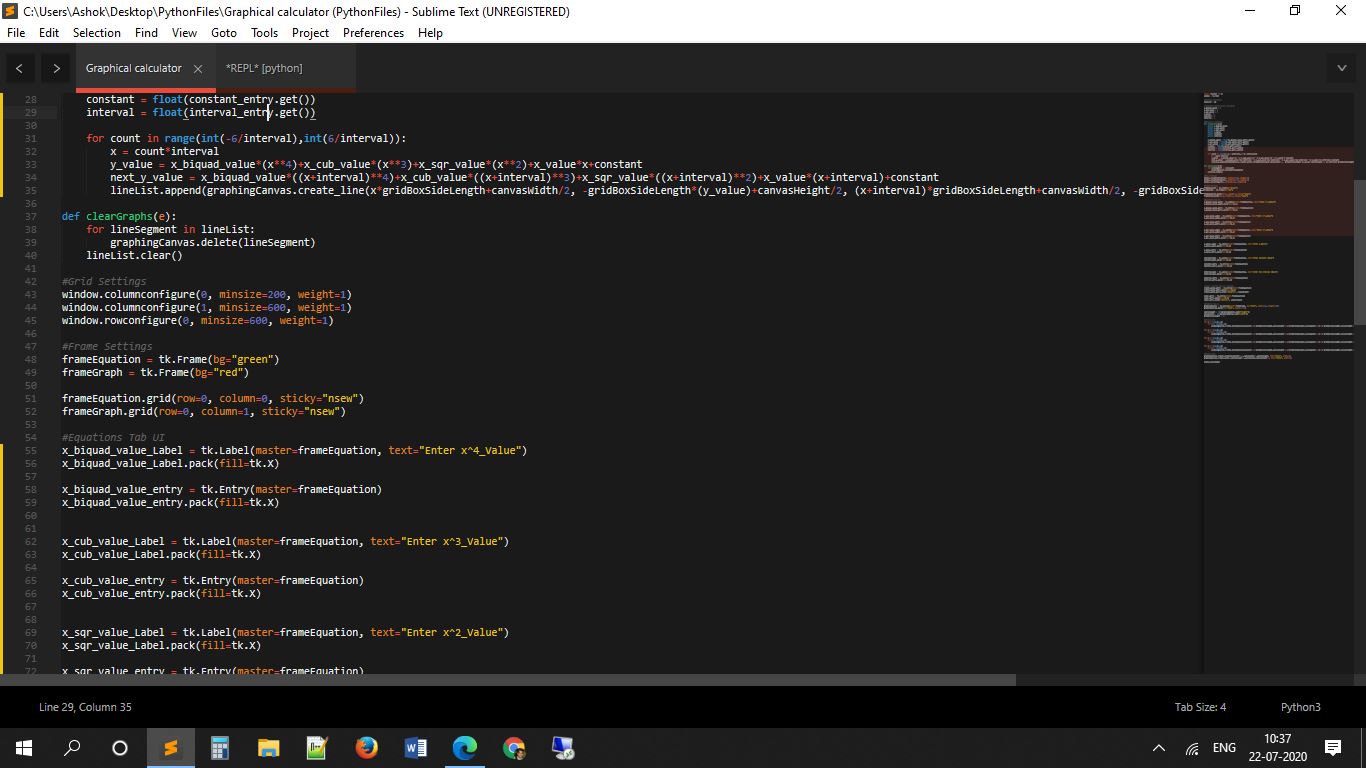 C:\Users\Ashok\Desktop\PythonFiles\Graphical calculator (PythonFiles) - Sublime Text (UNREGISTERED)
File Edit Selection Find View Goto Tools Project Preferences Help
Graphical calculator *REPL* [python]
28 constant = float(constant_entry.get())
29 interval = float(interval_entry.get())
30
31 for count in range(int(-6/interval),int(6/interval)):
32 x = count*interval
33 y_value = x_biquad_value*(x**4)+x_cub_value*(x**3)+x_sqr_value*(x**2)+x_value*x+constant
34 next_y_value = x_biquad_value*((x+interval)**4)+x_cub_value*((x+interval)**3)+x_sqr_value*((x+interval)**2)+x_value*(x+interval)+constant
35 lineList.append(graphingCanvas.create_line(x*gridBoxSideLength+canvasWidth/2, -gridBoxSideLength*(y_value)+canvasHeight/2, (x+interval)*gridBoxSideLength+canvasWidth/2, -gridBoxSide
36
37 def clearGraphs(e):
38 for lineSegment in lineList:
39 graphingCanvas.delete(lineSegment)
40 lineList.clear()
41
42 #Grid Settings
43 window.columnconfigure(0, minsize=200, weight=1)
44 window.columnconfigure(1, minsize=600, weight=1)
45 window.rowconfigure(0, minsize=600, weight=1)
46
47 #Frame Settings
48 frameEquation = tk.Frame(bg="green")
49 frameGraph = tk.Frame(bg="red")
50
51 frameEquation.grid(row=0, column=0, sticky="nsew")
52 frameGraph.grid(row=0, column=1, sticky="nsew")
53
54 #Equations Tab UI
55 x_biquad_value_Label = tk.Label(master=frameEquation, text="Enter x^4_Value")
56 x_biquad_value_Label.pack(fill=tk.X)
57
58 x_biquad_value_entry = tk.Entry(master=frameEquation)
59 x_biquad_value_entry.pack(fill=tk.X)
60
61
62 x_cub_value_Label = tk.Label(master=frameEquation, text="Enter x^3_Value")
63 x_cub_value_Label.pack(fill=tk.X)
64
65 x_cub_value_entry = tk.Entry(master=frameEquation)
66 x_cub_value_entry.pack(fill=tk.X)
67
68
69 x_sqr_value_Label = tk.Label(master=frameEquation, text="Enter x^2_Value")
70 x_sqr_value_Label.pack(fill=tk.X)
71
72 x_sqr_value_entry = tk.Entry(master=frameEquation)
Line 29, Column 35 Tab Size: 4 Python3
ENG
10:37
22-07-2020